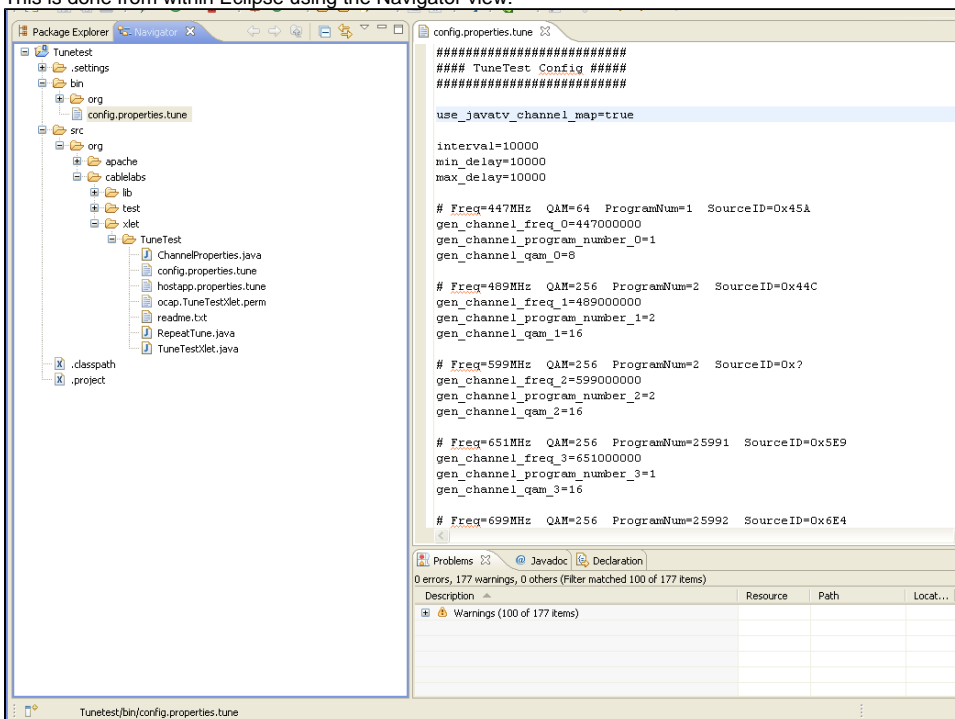 This is done from within Eclipse using the Navigator view.
Package Explorer
Navigator
Tunetest
.settings
bin
org
config.properties.tune
src
org
apache
cablelabs
lib
test
xlet
TuneTest
ChannelProperties.java
config.properties.tune
hostapp.properties.tune
ocap.TuneTestXlet.perm
readme.txt
RepeatTune.java
TuneTestXlet.java
.classpath
.project
config.properties.tune
##########################
#### TuneTest Config #####
##########################
use_javatv_channel_map=true
interval=10000
min_delay=10000
max_delay=10000
# Freq=447MHz QAM=64 ProgramNum=1 SourceID=0x45A
gen_channel_freq_0=447000000
gen_channel_program_number_0=1
gen_channel_qam_0=8
# Freq=489MHz QAM=256 ProgramNum=2 SourceID=0x44C
gen_channel_freq_1=489000000
gen_channel_program_number_1=2
gen_channel_qam_1=16
# Freq=599MHz QAM=256 ProgramNum=2 SourceID=0x?
gen_channel_freq_2=599000000
gen_channel_program_number_2=2
gen_channel_qam_2=16
# Freq=651MHz QAM=256 ProgramNum=25991 SourceID=0x5E9
gen_channel_freq_3=651000000
gen_channel_program_number_3=1
gen_channel_qam_3=16
# Freq=699MHz QAM=256 ProgramNum=25992 SourceID=0x6E4
Problems
Javadoc
Declaration
0 errors, 177 warnings, 0 others (Filter matched 100 of 177 items)
Description Resource Path Locat...
Warnings (100 of 177 items)
Tunetest/bin/config.properties.tune